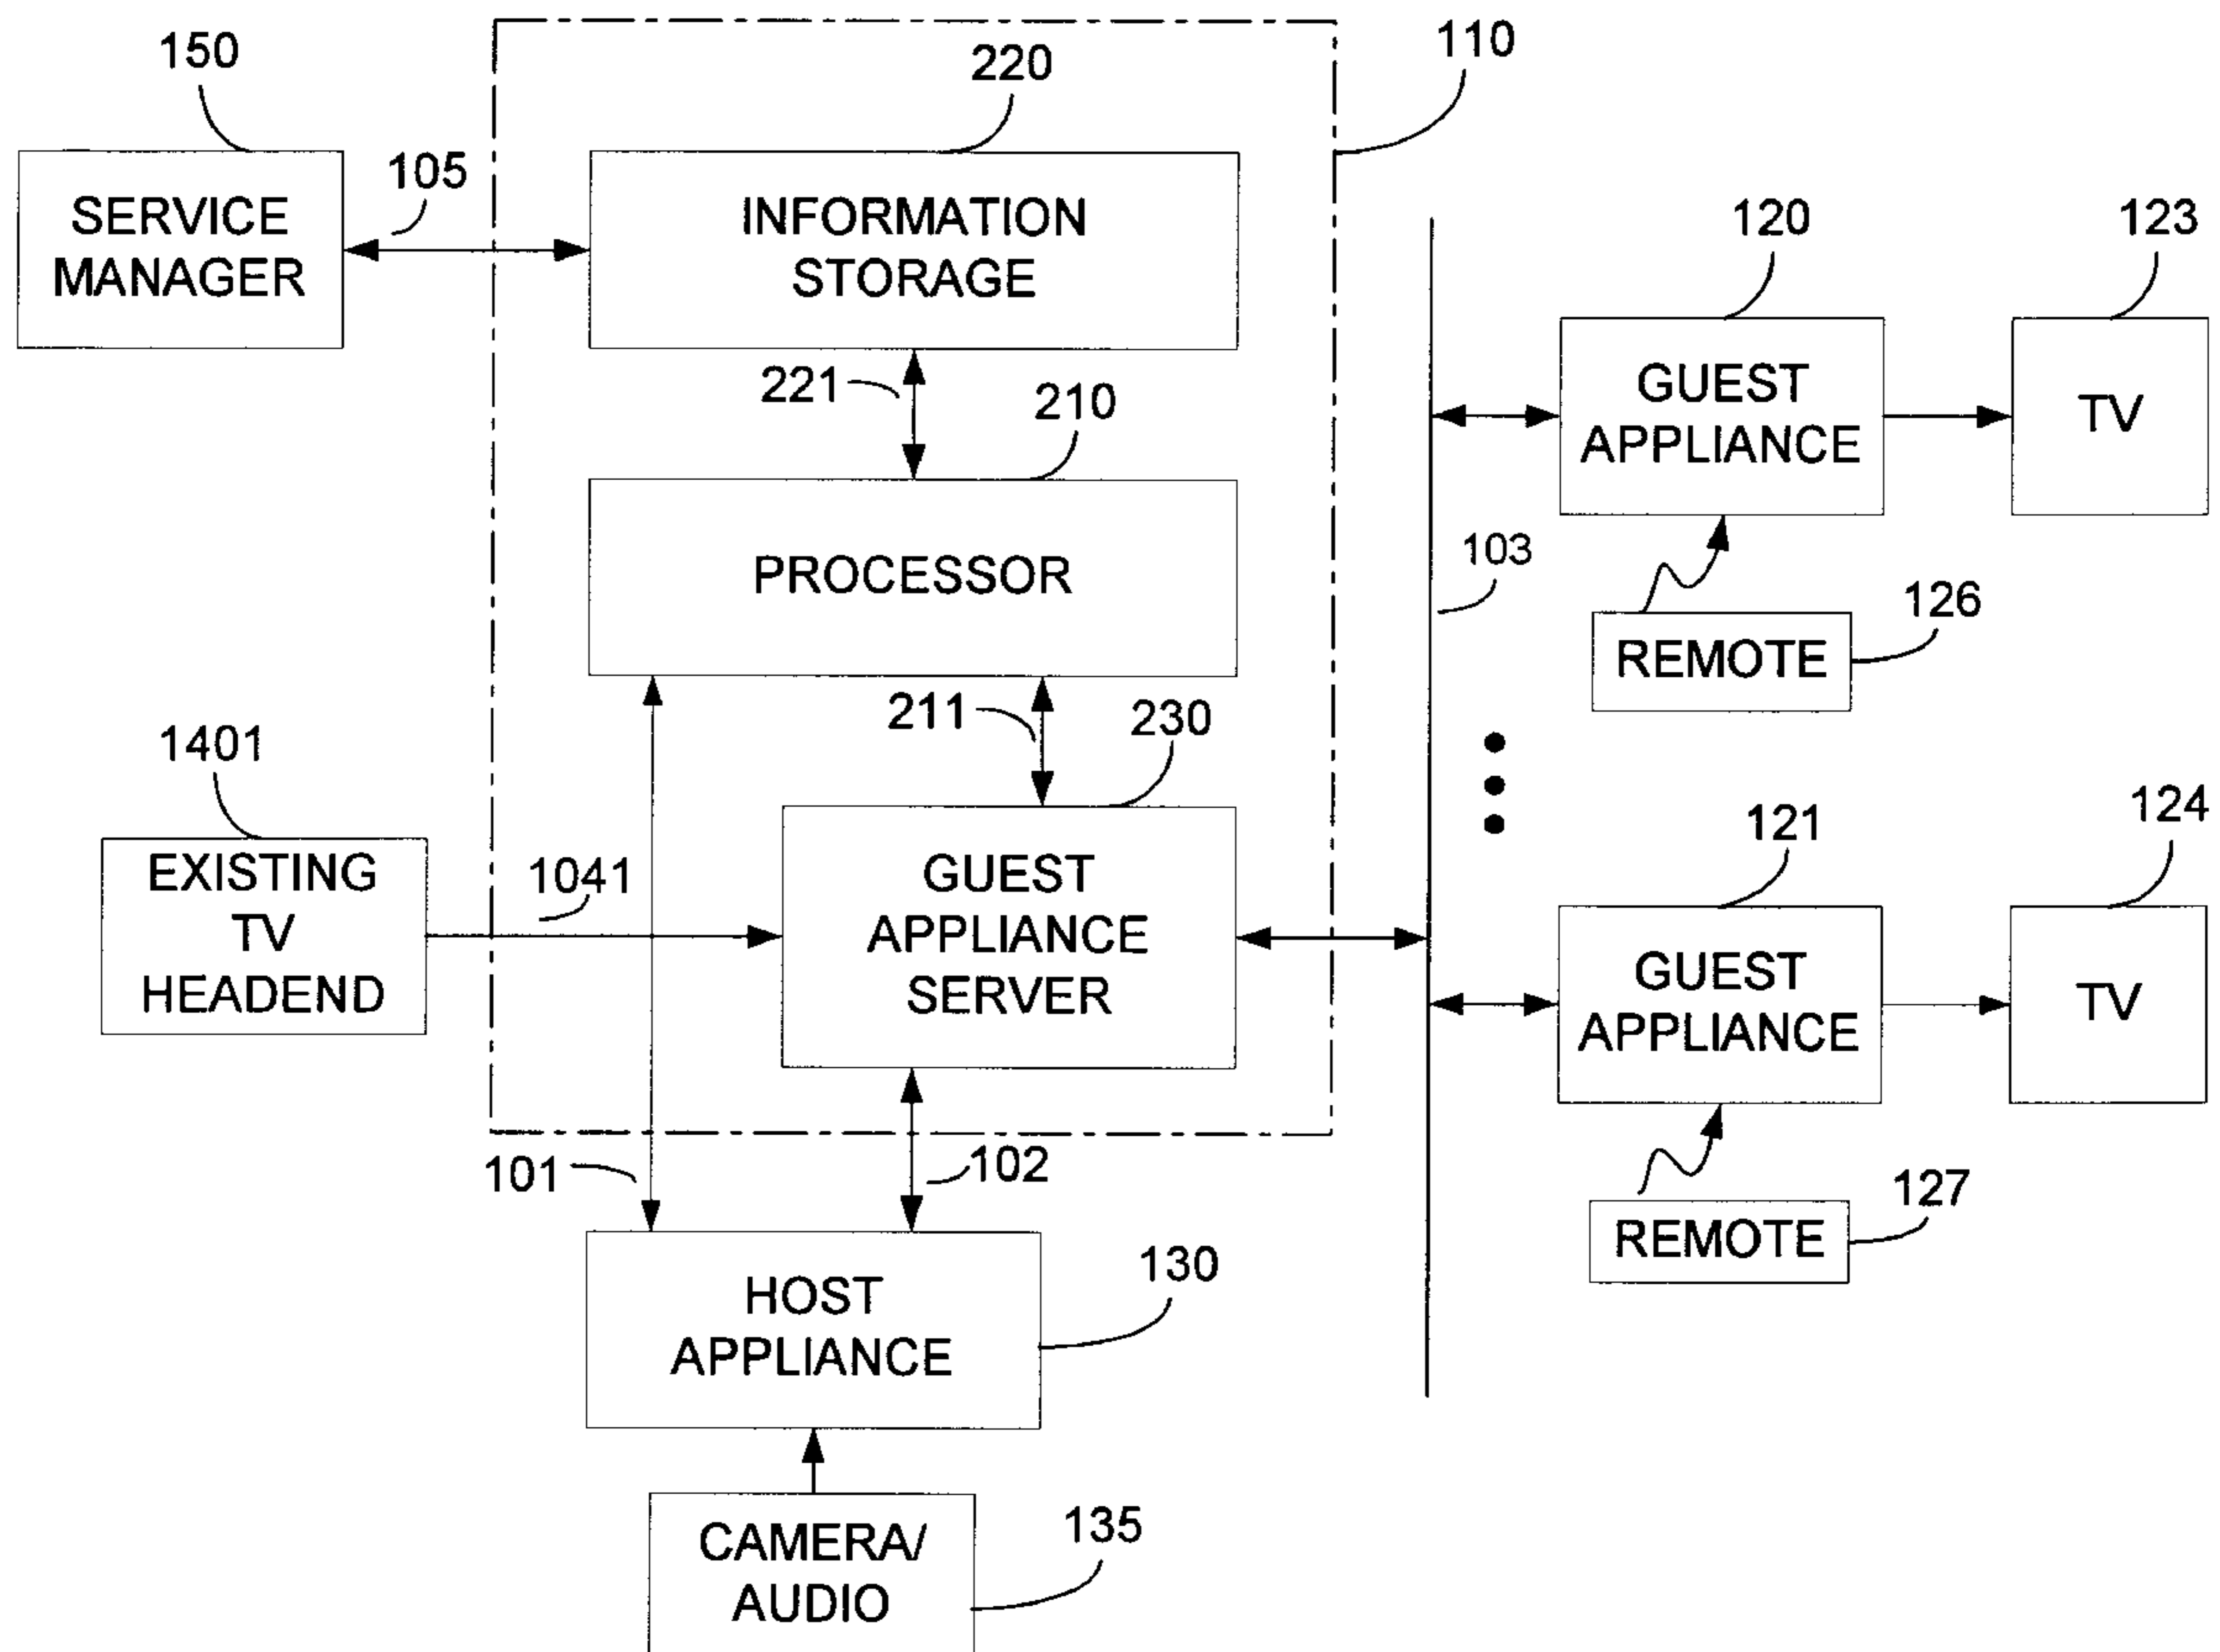 150
220
110
SERVICE
MANAGER
105
INFORMATION
STORAGE
120
123
221
210
GUEST
APPLIANCE
TV
PROCESSOR
103
126
REMOTE
211
230
1401
EXISTING
TV
HEADEND
1041
GUEST
APPLIANCE
SERVER
121
124
GUEST
APPLIANCE
TV
101
102
127
REMOTE
HOST
APPLIANCE
130
CAMERA/
AUDIO
135